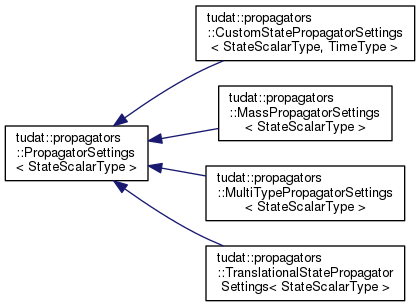 tudat::propagators
::CustomStatePropagatorSettings
< StateScalarType, TimeType >
tudat::propagators
::MassPropagatorSettings
< StateScalarType >
tudat::propagators
::PropagatorSettings
< StateScalarType >
tudat::propagators
::MultiTypePropagatorSettings
< StateScalarType >
tudat::propagators
::TranslationalStatePropagator
Settings< StateScalarType >